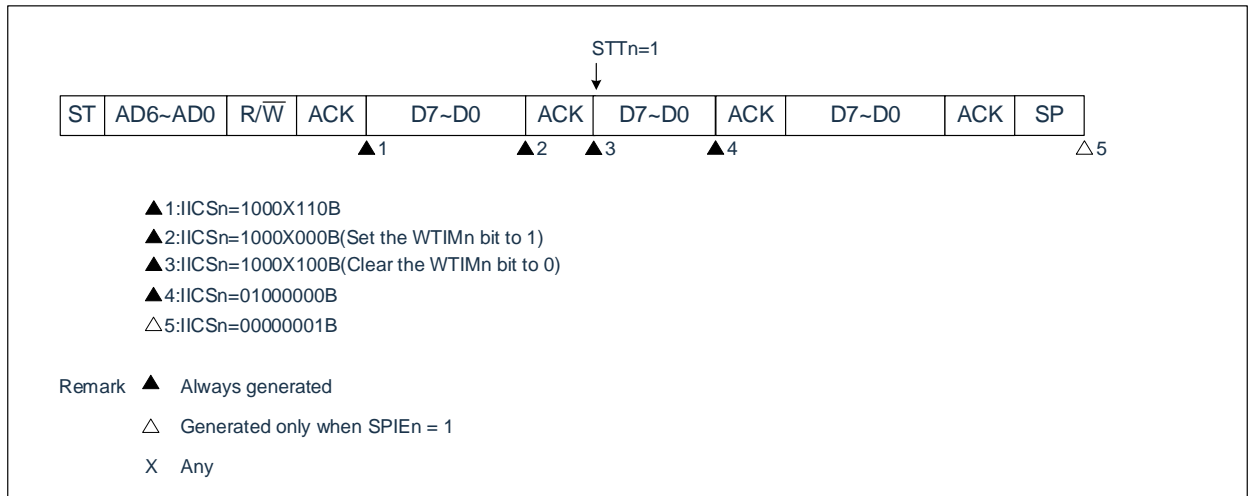 STTn=1
ST AD6~AD0 R/W̅ ACK D7~D0 ACK D7~D0 ACK D7~D0 ACK SP
▲1 ▲2 ▲3 ▲4 △5
▲1:IICSn=1000X110B
▲2:IICSn=1000X000B(Set the WTIMn bit to 1)
▲3:IICSn=1000X100B(Clear the WTIMn bit to 0)
▲4:IICSn=01000000B
△5:IICSn=00000001B
Remark ▲ Always generated
△ Generated only when SPIEn = 1
X Any